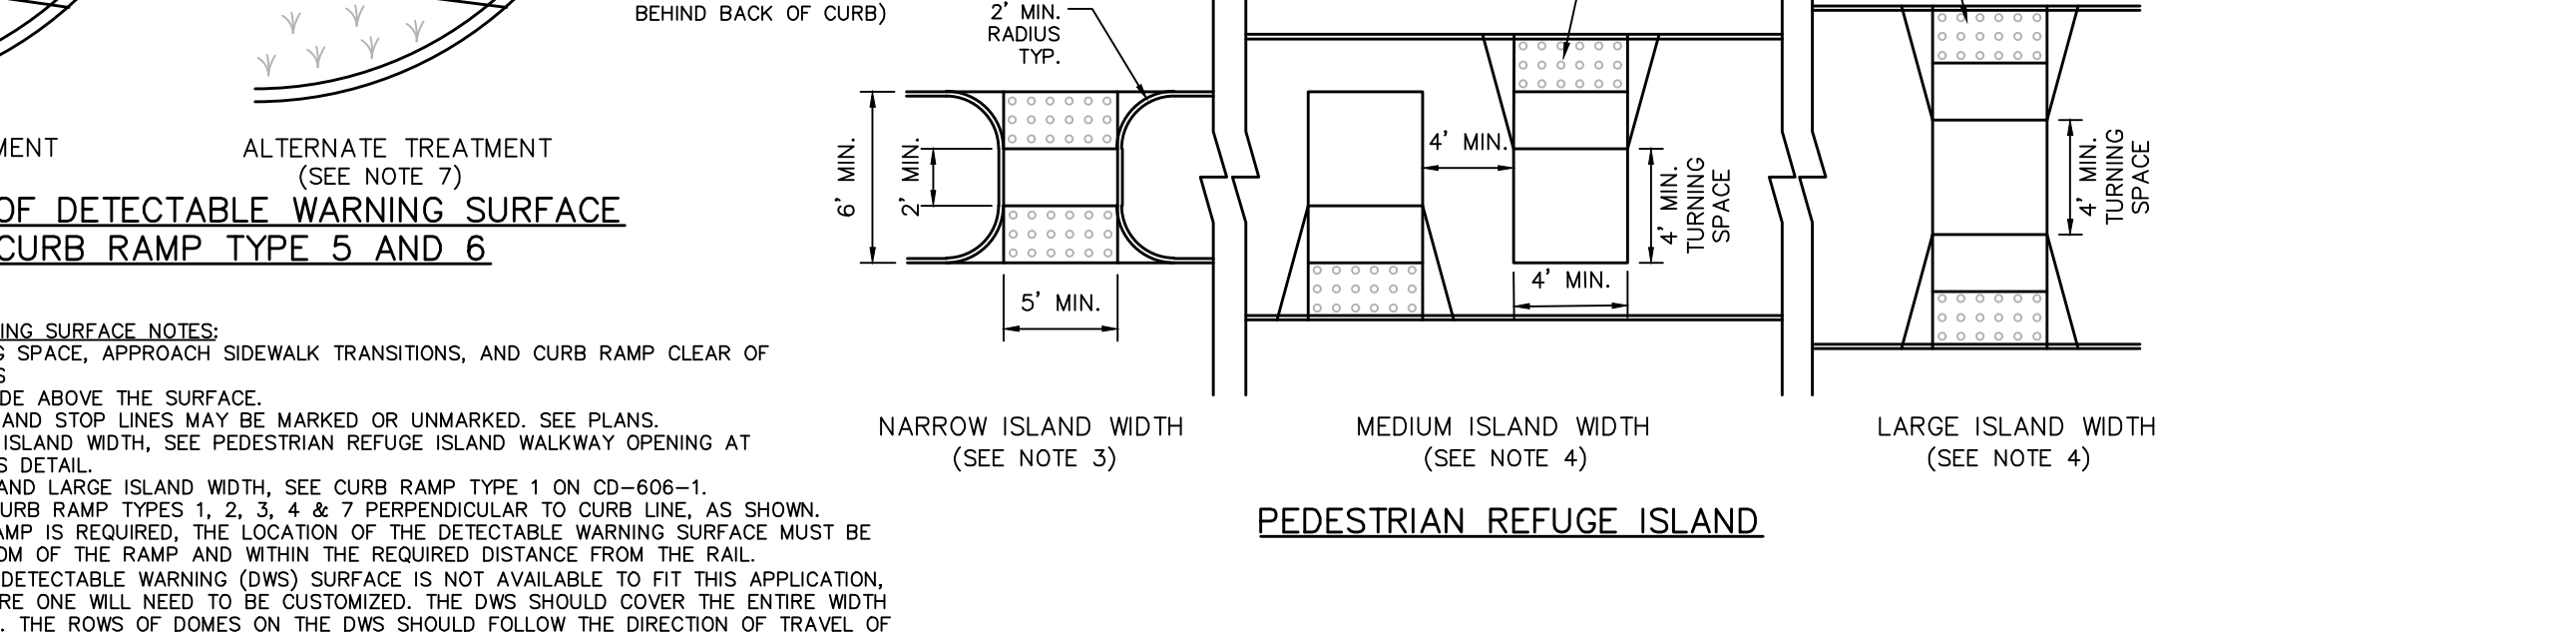 BEHIND BACK OF CURB)
2' MIN.
RADIUS
TYP.
MENT
ALTERNATE TREATMENT
(SEE NOTE 7)
OF DETECTABLE WARNING SURFACE
CURB RAMP TYPE 5 AND 6
6' MIN.
2' MIN.
5' MIN.
4' MIN.
4' MIN.
TURNING
SPACE
4' MIN.
4' MIN.
TURNING
SPACE
NARROW ISLAND WIDTH
(SEE NOTE 3)
MEDIUM ISLAND WIDTH
(SEE NOTE 4)
LARGE ISLAND WIDTH
(SEE NOTE 4)
PEDESTRIAN REFUGE ISLAND
ING SURFACE NOTES:
G SPACE, APPROACH SIDEWALK TRANSITIONS, AND CURB RAMP CLEAR OF
S
DE ABOVE THE SURFACE.
AND STOP LINES MAY BE MARKED OR UNMARKED. SEE PLANS.
ISLAND WIDTH, SEE PEDESTRIAN REFUGE ISLAND WALKWAY OPENING AT
S DETAIL.
AND LARGE ISLAND WIDTH, SEE CURB RAMP TYPE 1 ON CD-606-1.
URB RAMP TYPES 1, 2, 3, 4 & 7 PERPENDICULAR TO CURB LINE, AS SHOWN.
AMP IS REQUIRED, THE LOCATION OF THE DETECTABLE WARNING SURFACE MUST BE
OM OF THE RAMP AND WITHIN THE REQUIRED DISTANCE FROM THE RAIL.
DETECTABLE WARNING (DWS) SURFACE IS NOT AVAILABLE TO FIT THIS APPLICATION,
RE ONE WILL NEED TO BE CUSTOMIZED. THE DWS SHOULD COVER THE ENTIRE WIDTH
. THE ROWS OF DOMES ON THE DWS SHOULD FOLLOW THE DIRECTION OF TRAVEL OF